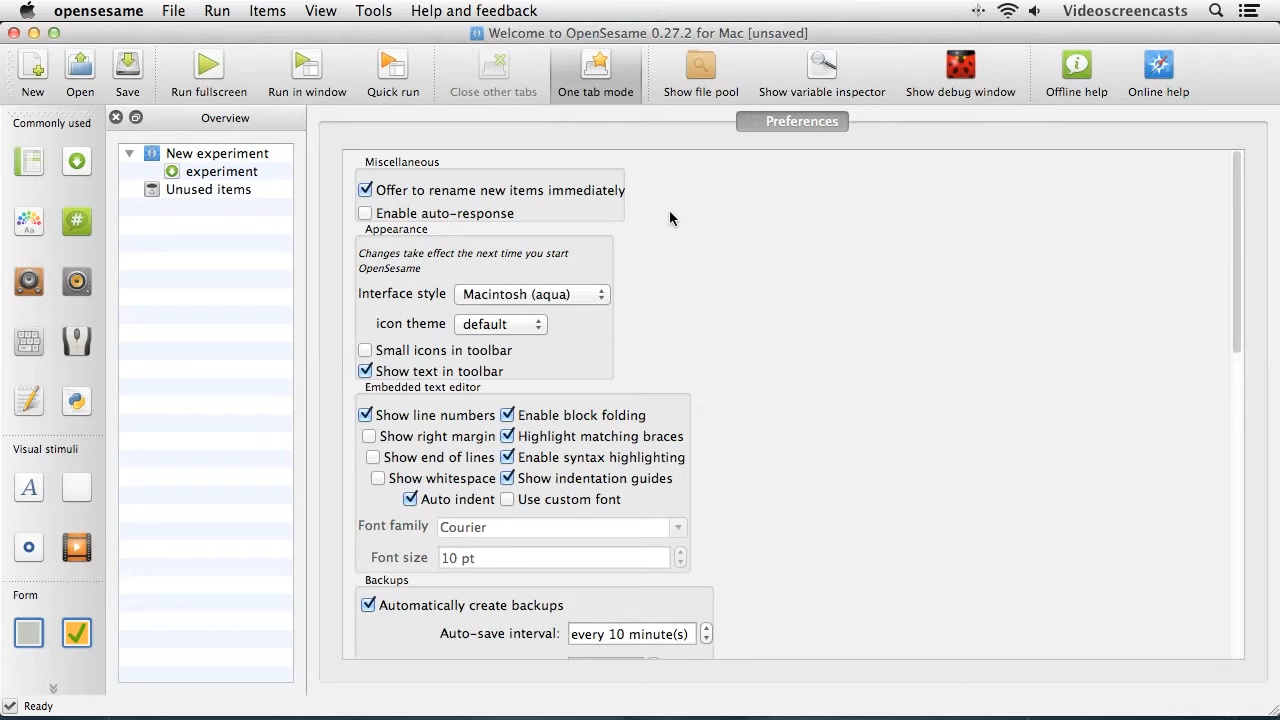 opensesame File Run Items View Tools Help and feedback Videoscreencasts
Welcome to OpenSesame 0.27.2 for Mac [unsaved]
New Open Save Run fullscreen Run in window Quick run Close other tabs One tab mode Show file pool Show variable inspector Show debug window Offline help Online help
Commonly used
Overview
Preferences
New experiment
experiment
Unused items
Aa
#
Visual stimuli
A
Form
Miscellaneous
Offer to rename new items immediately
Enable auto-response
Appearance
Changes take effect the next time you start
OpenSesame
Interface style Macintosh (aqua)
icon theme default
Small icons in toolbar
Show text in toolbar
Embedded text editor
Show line numbers Enable block folding
Show right margin Highlight matching braces
Show end of lines Enable syntax highlighting
Show whitespace Show indentation guides
Auto indent Use custom font
Font family Courier
Font size 10 pt
Backups
Automatically create backups
Auto-save interval: every 10 minute(s)
Ready